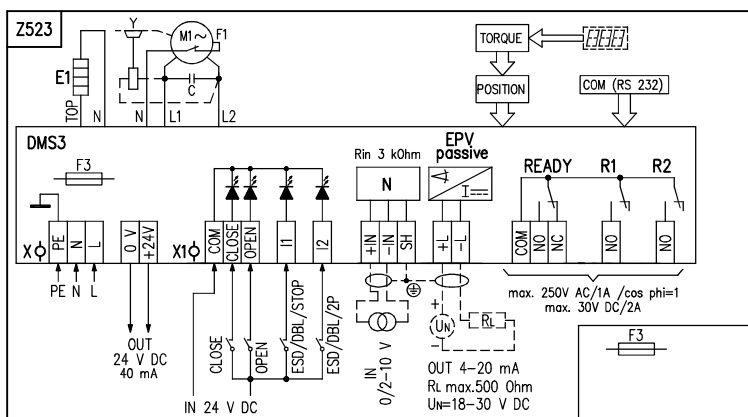 Z523
Y
M1~
F1
E1
C
TOP
N
N
L1
L2
TORQUE
POSITION
COM (RS 232)
DMS3
F3
Rin 3 kOhm
N
EPV
passive
READY
R1
R2
X
PE
N
L
0 V
+24V
X1
COM
CLOSE
OPEN
I1
I2
+IN
-IN
SH
+L
-L
COM
NO
NC
NO
NO
PE N L
OUT
24 V DC
40 mA
CLOSE
OPEN
ESD/DBL/STOP
ESD/DBL/2P
IN 24 V DC
IN
0/2-10 V
+
UN
-
RL
OUT 4-20 mA
RL max.500 Ohm
UN=18-30 V DC
max. 250V AC/1A /cos phi=1
max. 30V DC/2A
F3